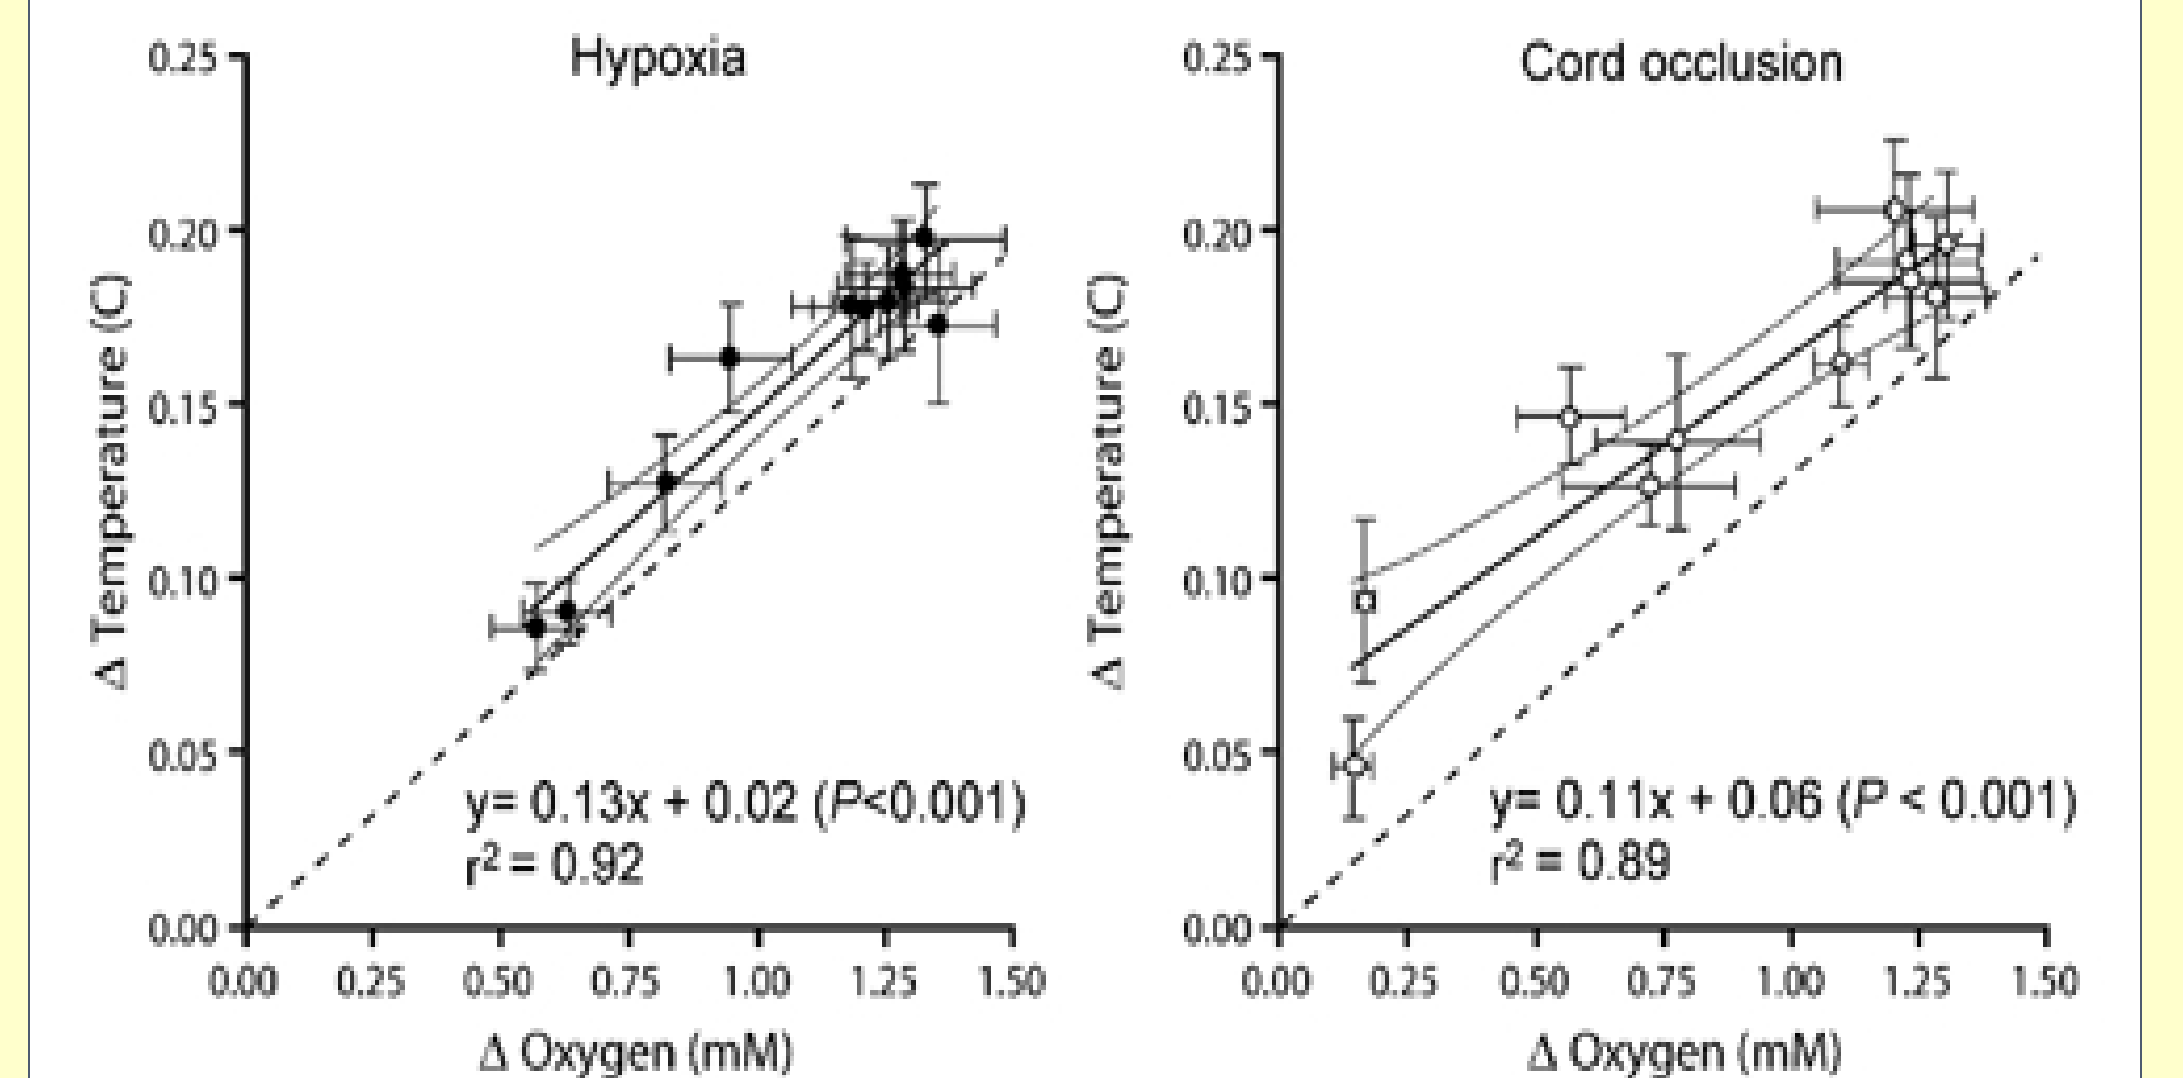 Hypoxia
0.25
0.20
0.15
0.10
0.05
0.00
Δ Temperature (C)
y= 0.13x + 0.02 (P<0.001)
r² = 0.92
0.00 0.25 0.50 0.75 1.00 1.25 1.50
Δ Oxygen (mM)
Cord occlusion
0.25
0.20
0.15
0.10
0.05
0.00
Δ Temperature (C)
y= 0.11x + 0.06 (P < 0.001)
r² = 0.89
0.00 0.25 0.50 0.75 1.00 1.25 1.50
Δ Oxygen (mM)